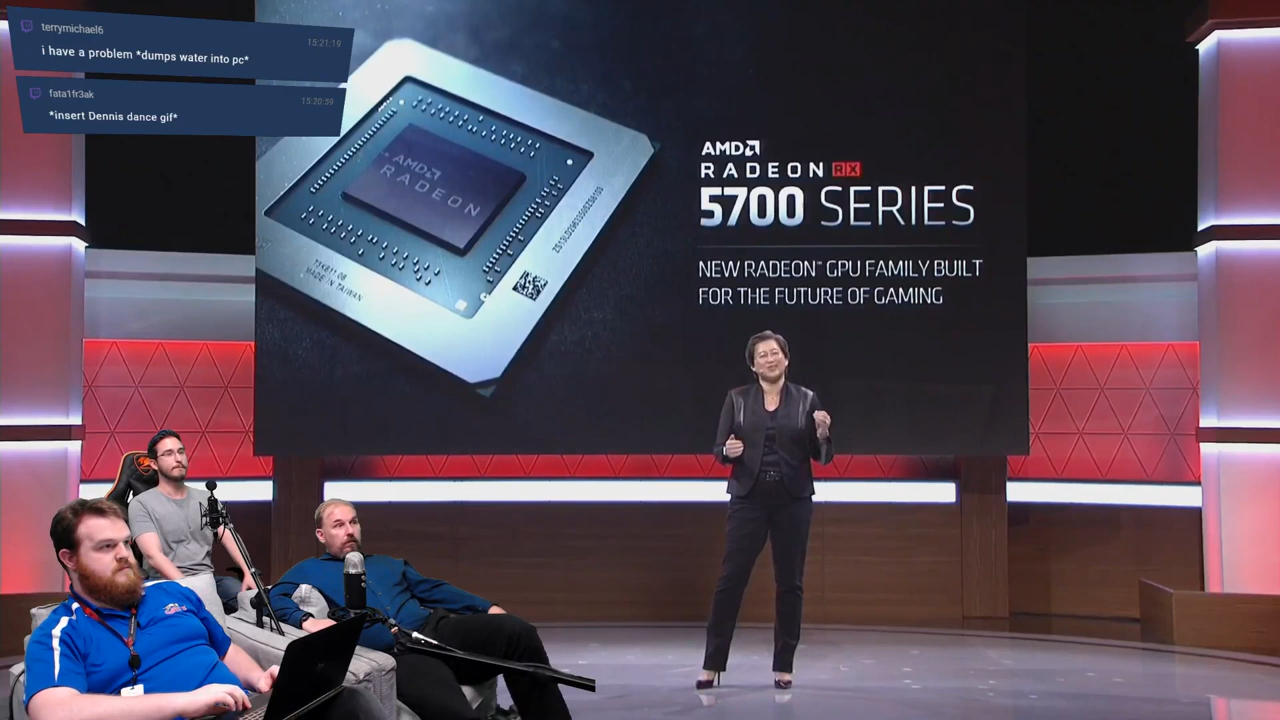 terrymichael6
15:21:19
i have a problem *dumps water into pc*
fata1fr3ak
15:20:59
*insert Dennis dance gif*
AMD
RADEON
MADE IN TAIWAN
AMD
RADEON RX
5700 SERIES
NEW RADEON™ GPU FAMILY BUILT
FOR THE FUTURE OF GAMING